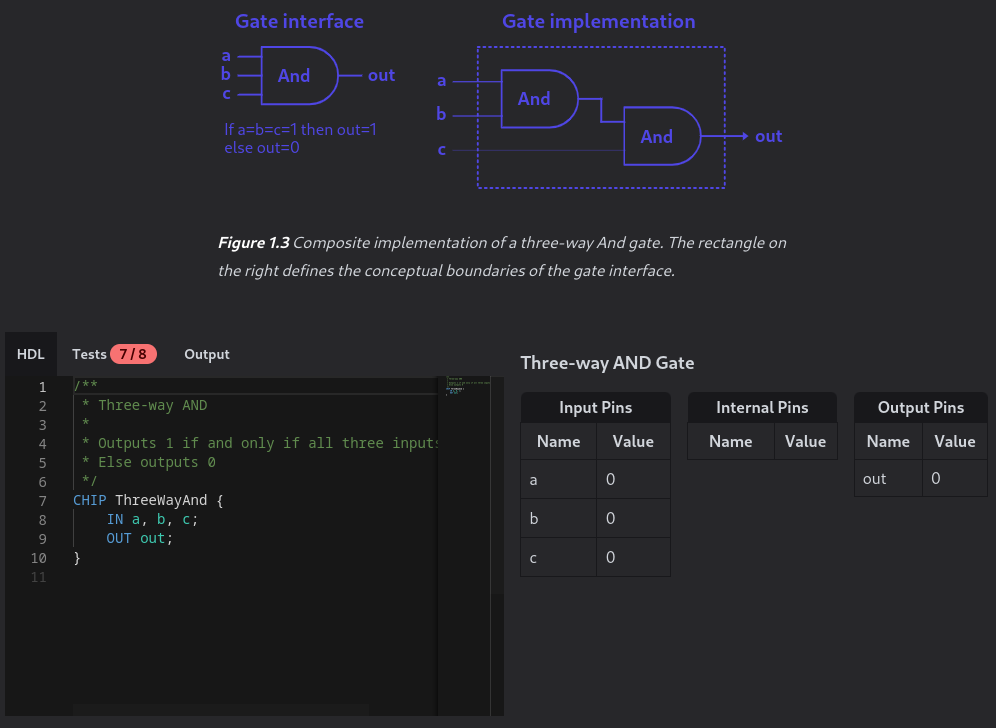 Gate interface
Gate implementation
a
b
c
And
out
If a=b=c=1 then out=1
else out=0
a
b
c
And
And
out
Figure 1.3 Composite implementation of a three-way And gate. The rectangle on
the right defines the conceptual boundaries of the gate interface.
HDL
Tests 7/8
Output
1 /**
2  * Three-way AND
3  *
4  * Outputs 1 if and only if all three inputs
5  * Else outputs 0
6  */
7 CHIP ThreeWayAnd {
8     IN a, b, c;
9     OUT out;
10 }
11
Three-way AND Gate
Input Pins
Name Value
a 0
b 0
c 0
Internal Pins
Name Value
Output Pins
Name Value
out 0